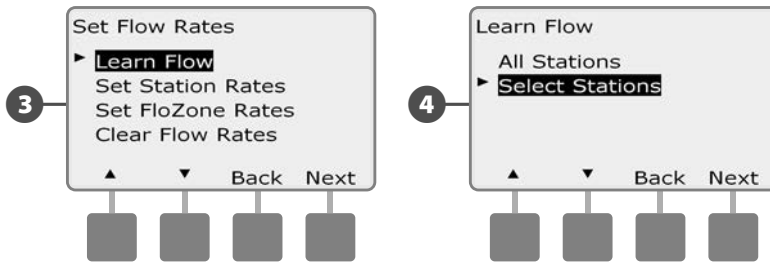 Set Flow Rates
► Learn Flow
Set Station Rates
Set FloZone Rates
Clear Flow Rates
▲ ▼ Back Next
3
Learn Flow
All Stations
► Select Stations
▲ ▼ Back Next
4